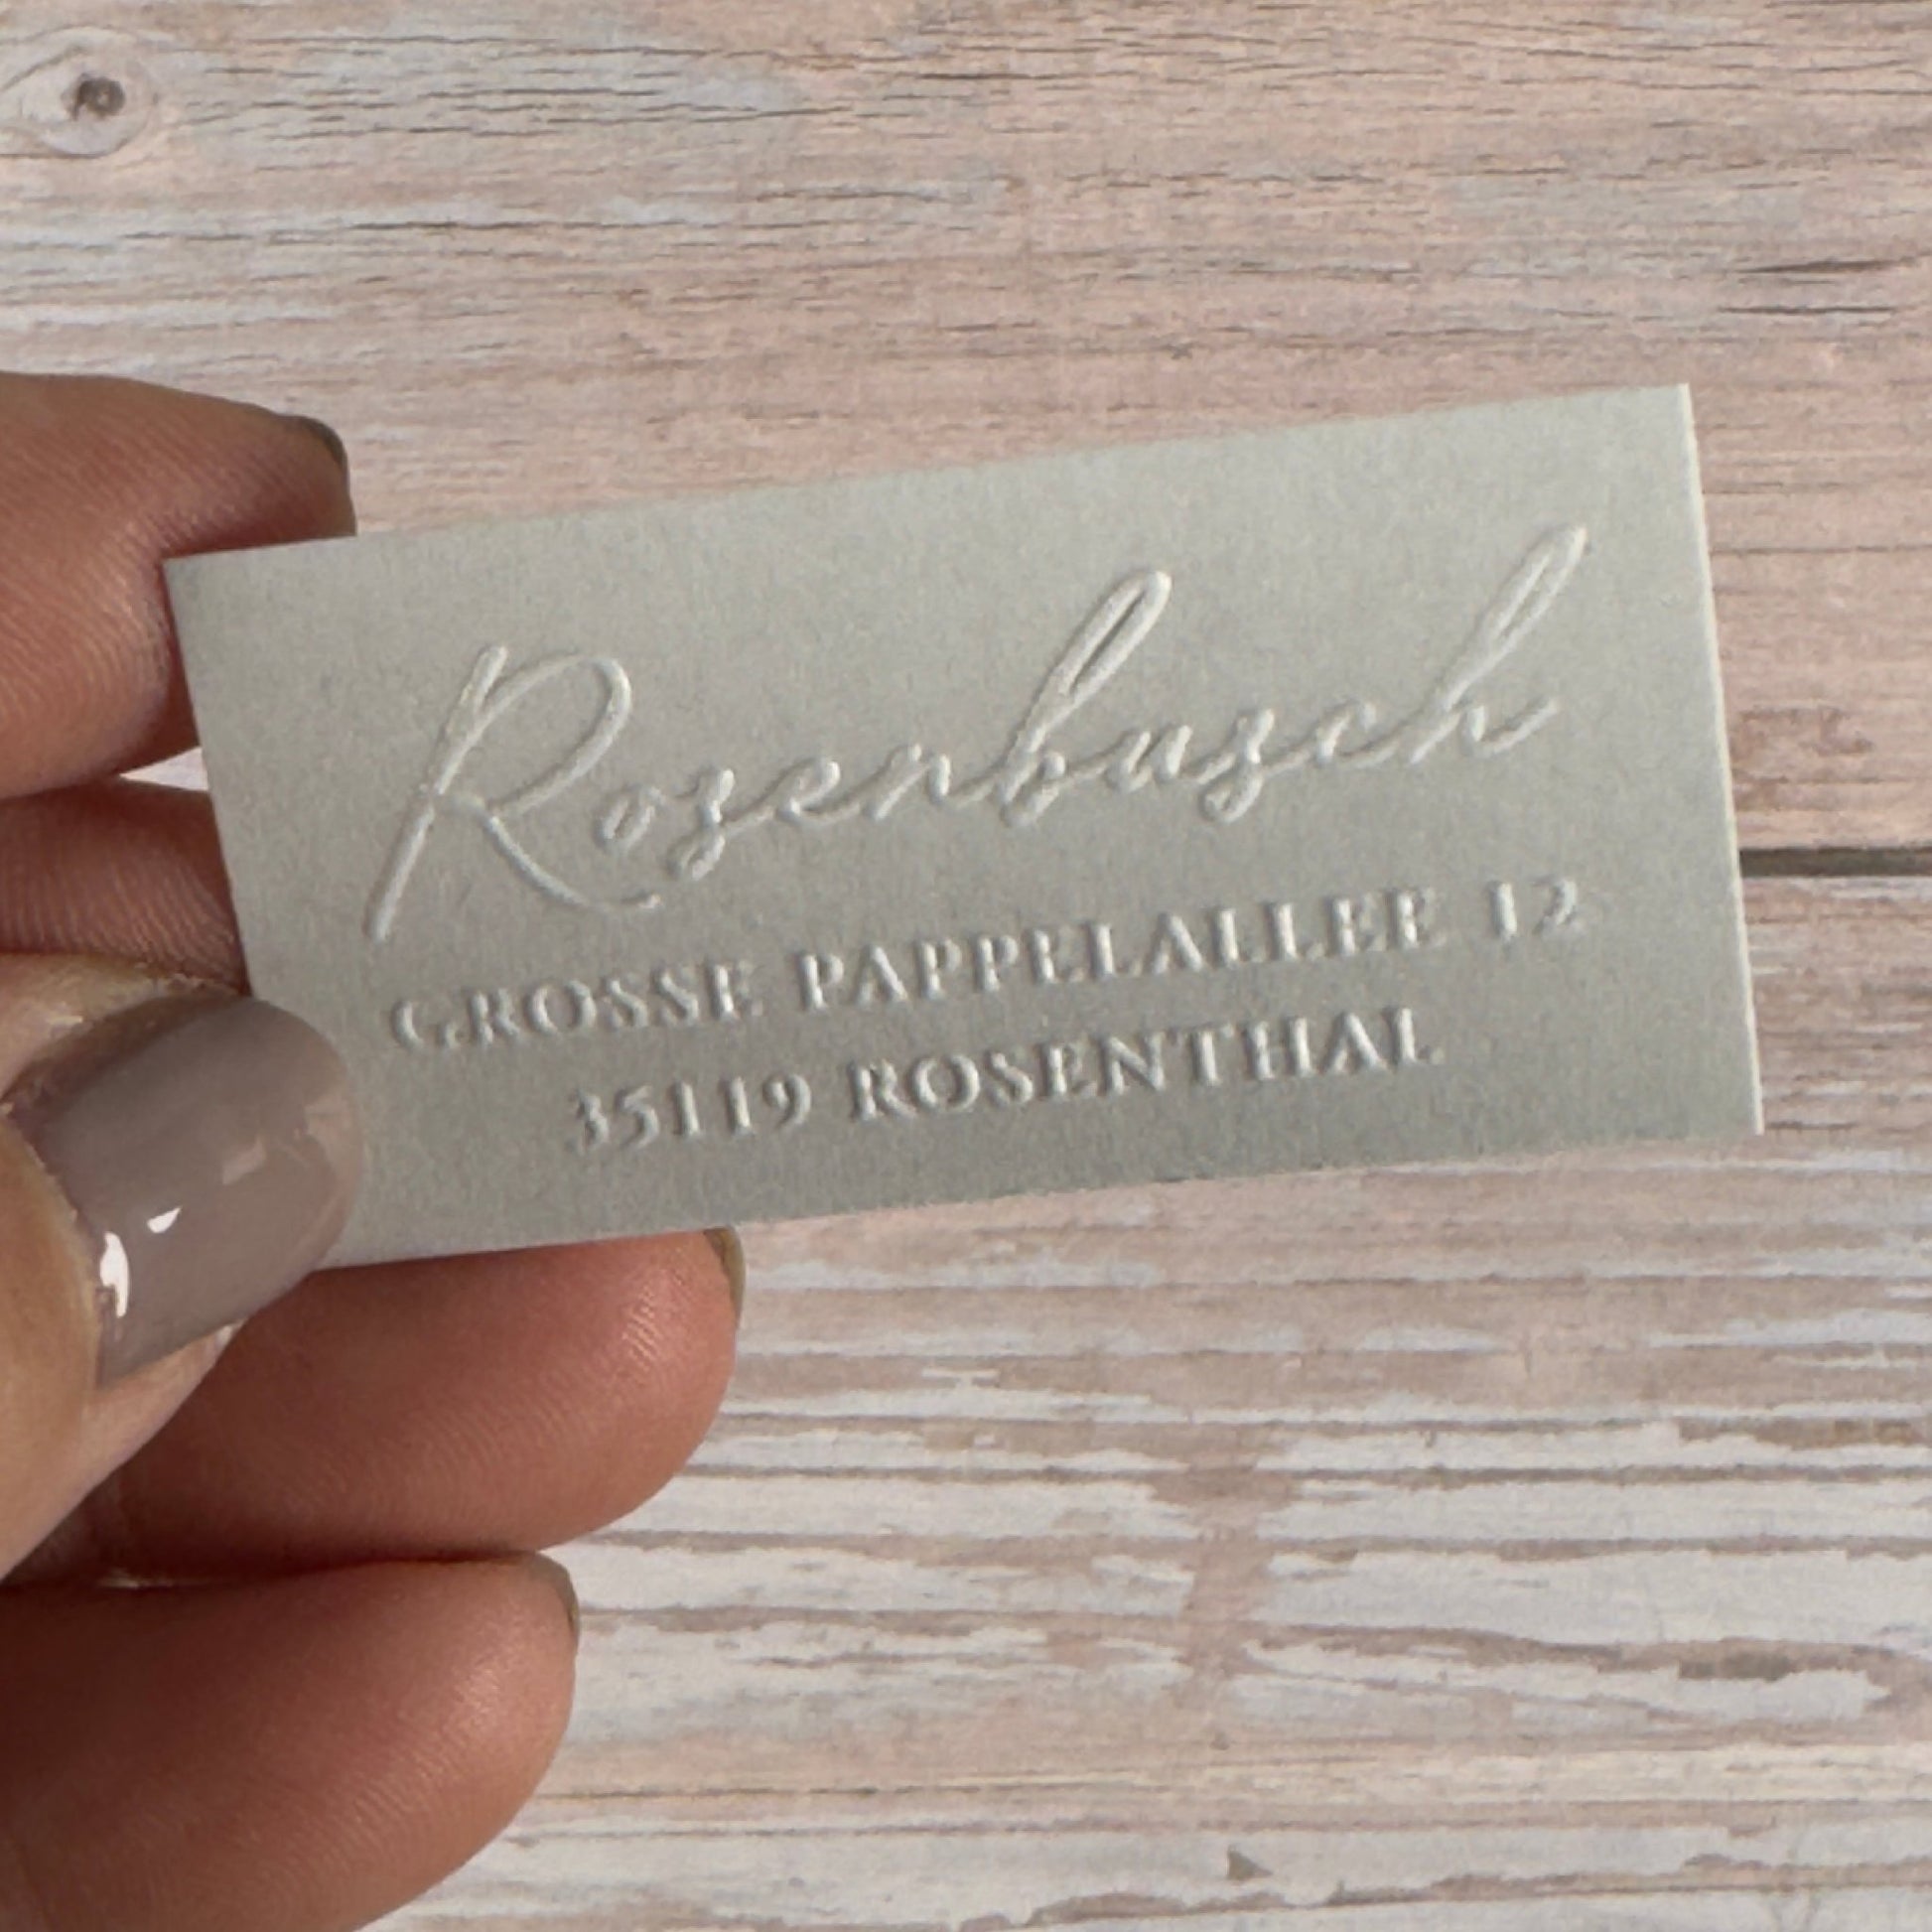 Rosenbusch
GROSSE PAPPELALLEE 12
35119 ROSENTHAL